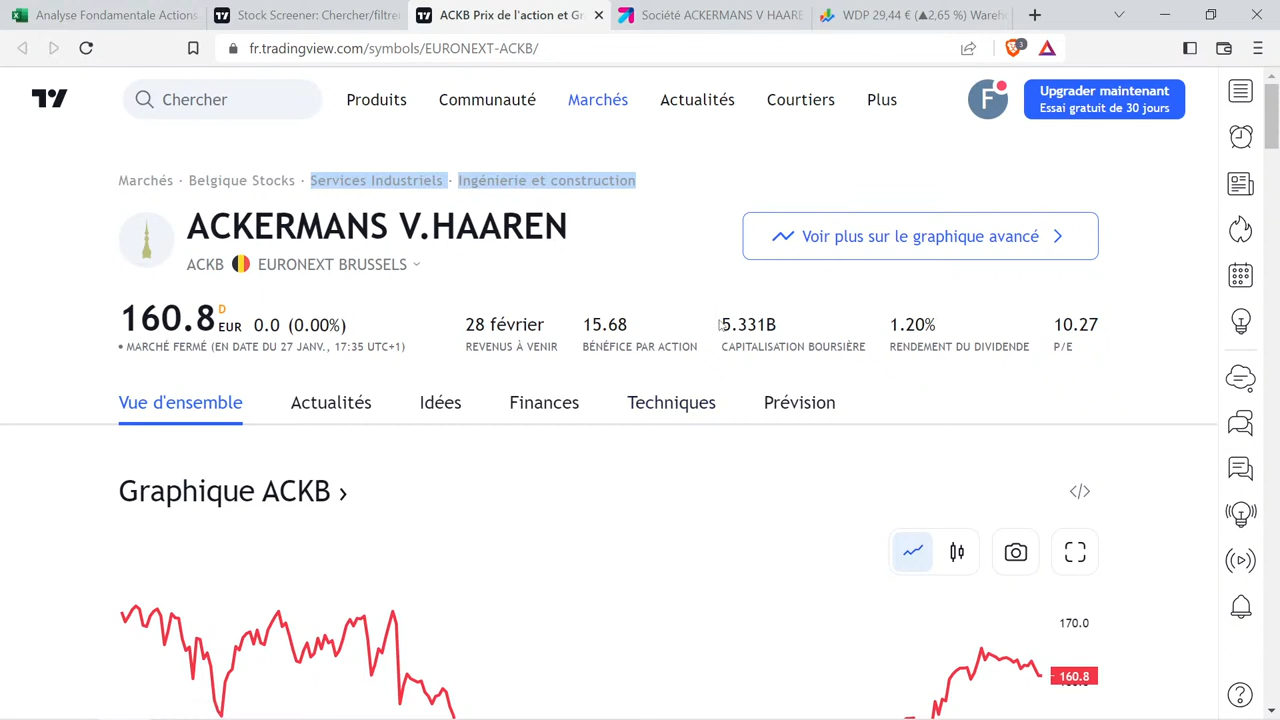 Analyse Fondamentale Actions
Stock Screener: Chercher filtre
ACKB Prix de l'action et Gr
Société ACKERMANS V HAARE
WDP 29,44 € (▲2,65 %) Wareh
fr.tradingview.com/symbols/EURONEXT-ACKB/
3
Chercher
Produits
Communauté
Marchés
Actualités
Courtiers
Plus
F
Upgrader maintenant
Essai gratuit de 30 jours
Marchés · Belgique Stocks · Services Industriels · Ingénierie et construction
ACKERMANS V.HAAREN
ACKB EURONEXT BRUSSELS
Voir plus sur le graphique avancé
160.8 D EUR 0.0 (0.00%)
• MARCHÉ FERMÉ (EN DATE DU 27 JANV., 17:35 UTC+1)
28 février
REVENUS À VENIR
15.68
BÉNÉFICE PAR ACTION
5.331B
CAPITALISATION BOURSIÈRE
1.20%
RENDEMENT DU DIVIDENDE
10.27
P/E
Vue d'ensemble
Actualités
Idées
Finances
Techniques
Prévision
Graphique ACKB ›
170.0
160.8